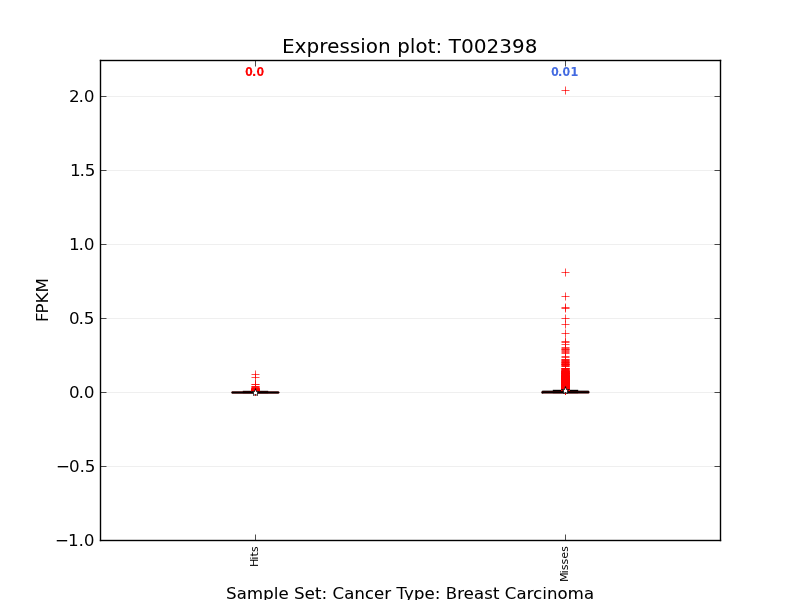 Expression plot: T002398
0.0
0.01
2.0
1.5
1.0
0.5
0.0
−0.5
−1.0
FPKM
Hits
Misses
Sample Set: Cancer Type: Breast Carcinoma